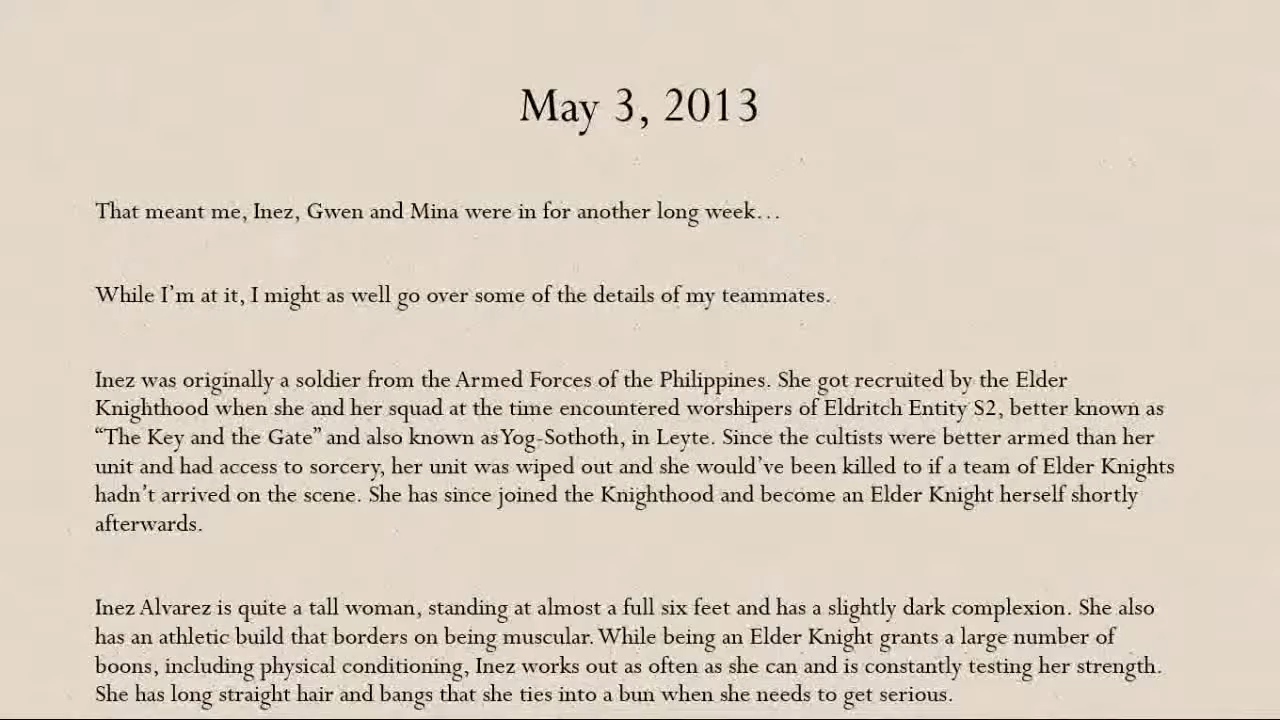 May 3, 2013
That meant me, Inez, Gwen and Mina were in for another long week…
While I’m at it, I might as well go over some of the details of my teammates.
Inez was originally a soldier from the Armed Forces of the Philippines. She got recruited by the Elder
Knighthood when she and her squad at the time encountered worshipers of Eldritch Entity S2, better known as
“The Key and the Gate” and also known as Yog-Sothoth, in Leyte. Since the cultists were better armed than her
unit and had access to sorcery, her unit was wiped out and she would’ve been killed to if a team of Elder Knights
hadn’t arrived on the scene. She has since joined the Knighthood and become an Elder Knight herself shortly
afterwards.
Inez Alvarez is quite a tall woman, standing at almost a full six feet and has a slightly dark complexion. She also
has an athletic build that borders on being muscular. While being an Elder Knight grants a large number of
boons, including physical conditioning, Inez works out as often as she can and is constantly testing her strength.
She has long straight hair and bangs that she ties into a bun when she needs to get serious.